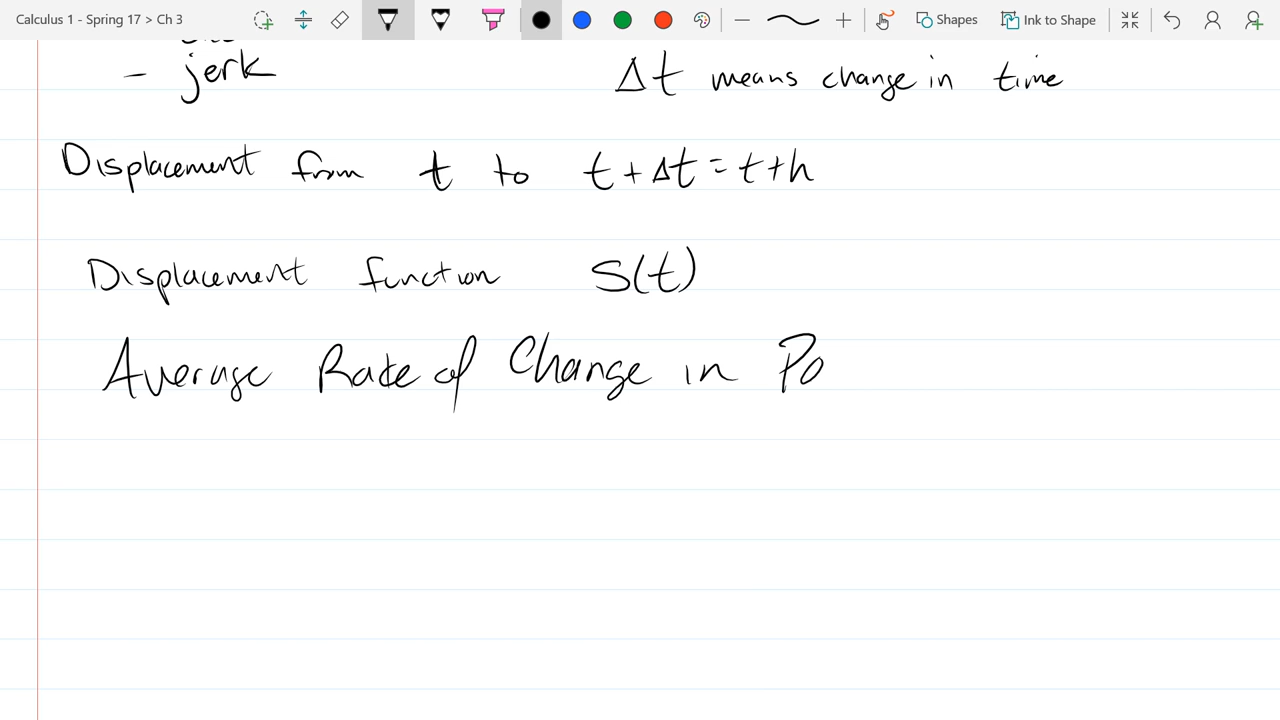 Calculus 1 - Spring 17 > Ch 3
Shapes
Ink to Shape
- jerk
Δt means change in time
Displacement from t to t + Δt = t + h
Displacement function S(t)
Average Rate of Change in Po